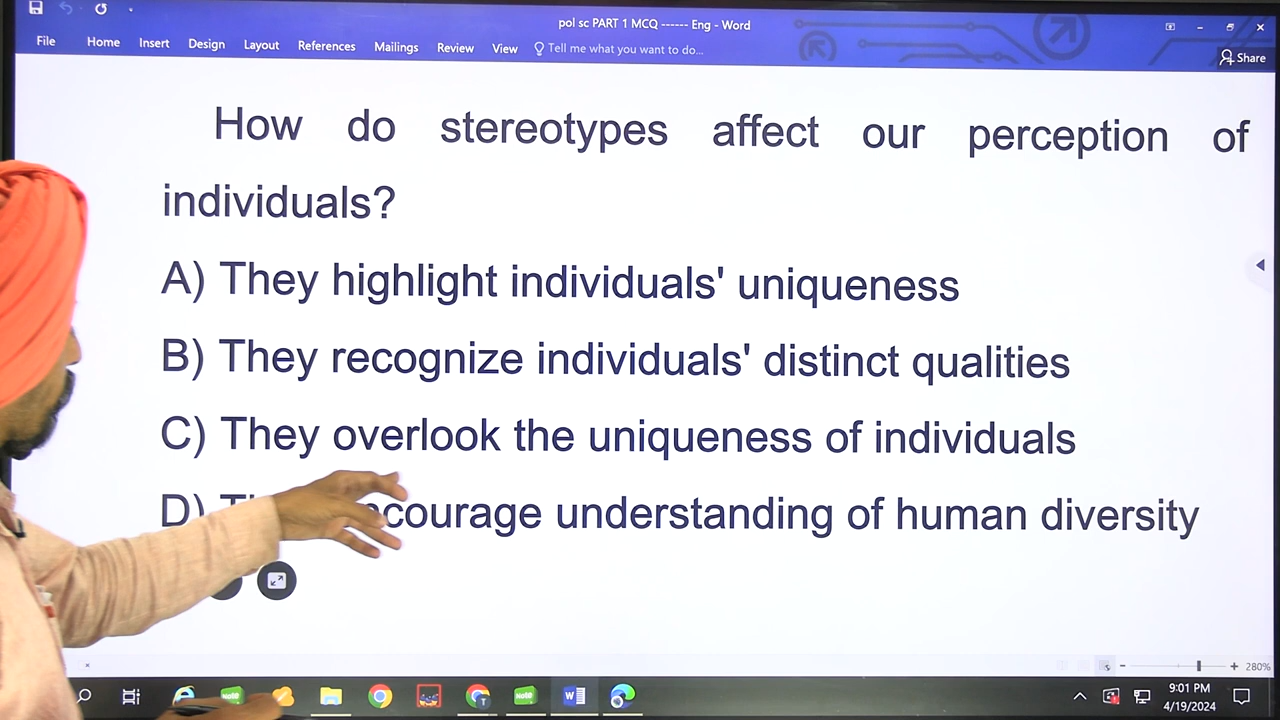 pol sc PART 1 MCQ ------ Eng - Word
File Home Insert Design Layout References Mailings Review View Tell me what you want to do... Share
How do stereotypes affect our perception of
individuals?
A) They highlight individuals' uniqueness
B) They recognize individuals' distinct qualities
C) They overlook the uniqueness of individuals
D) encourage understanding of human diversity
280%
Note Note
9:01 PM
4/19/2024